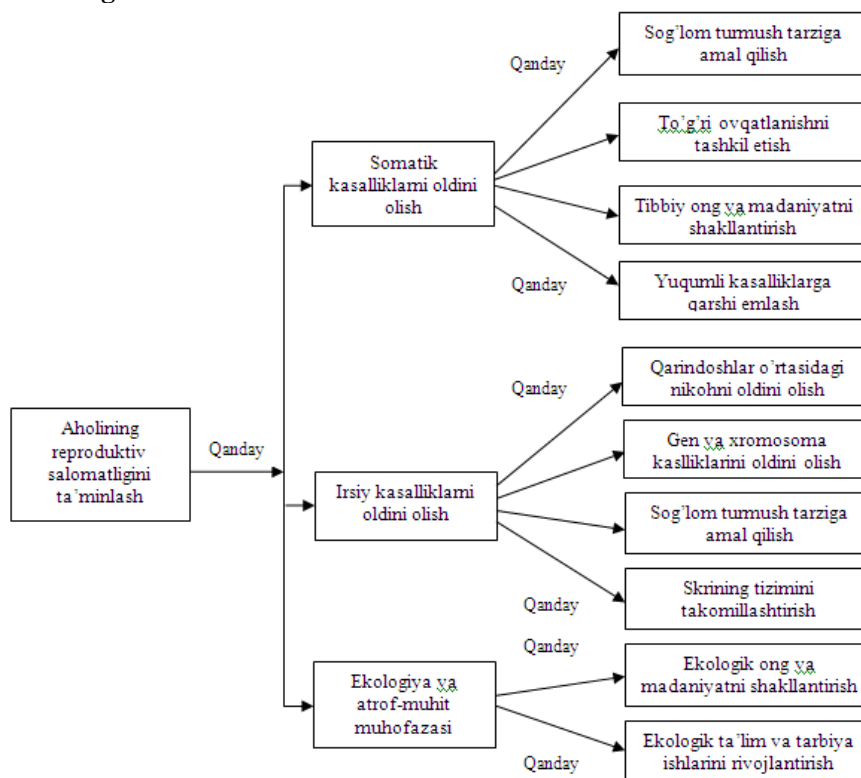 Aholining
reproduktiv
salomatligini
ta'minlash
Qanday
Somatik
kasalliklarni oldini
olish
Qanday
Sog'lom turmush tarziga
amal qilish
To'g'ri ovqatlanishni
tashkil etish
Tibbiy ong va madaniyatni
shakllantirish
Qanday
Yuqumli kasalliklarga
qarshi emlash
Irsiy kasalliklarni
oldini olish
Qanday
Qarindoshlar o'rtasidagi
nikohni oldini olish
Gen va xromosoma
kaslliklarini oldini olish
Sog'lom turmush tarziga
amal qilish
Skrining tizimini
takomillashtirish
Qanday
Ekologiya va
atrof-muhit
muhofazasi
Qanday
Ekologik ong va
madaniyatni shakllantirish
Ekologik ta'lim va tarbiya
ishlarini rivojlantirish
Qanday